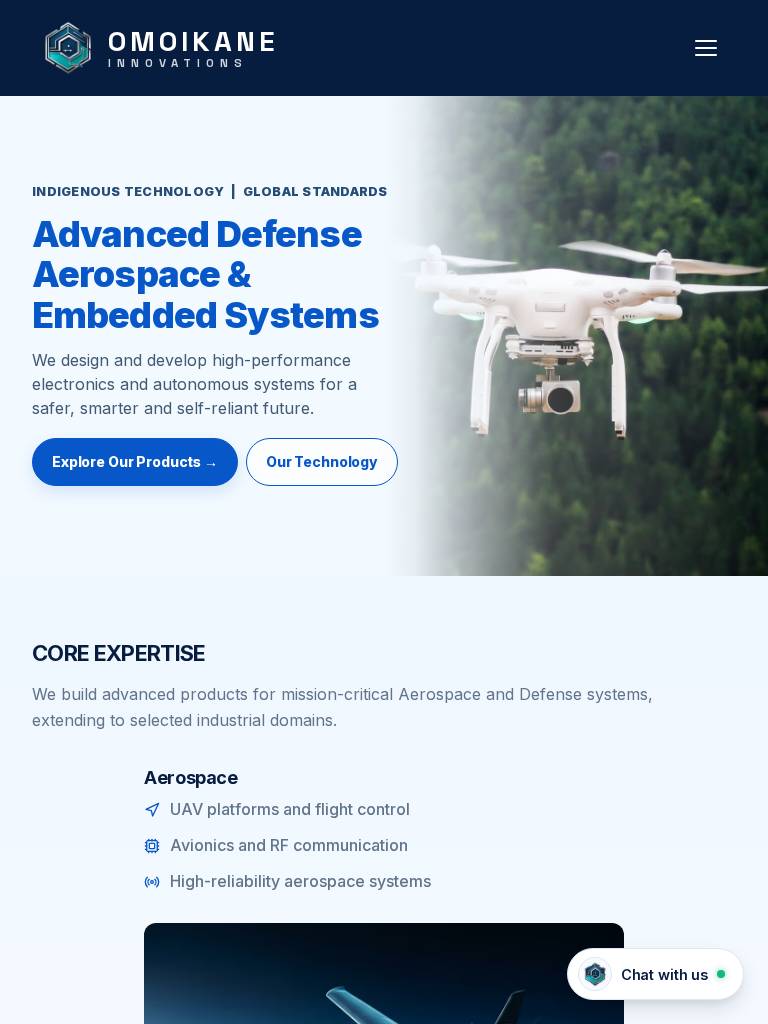 OMOIKANE
INNOVATIONS
INDIGENOUS TECHNOLOGY | GLOBAL STANDARDS
Advanced Defense
Aerospace &
Embedded Systems
We design and develop high-performance
electronics and autonomous systems for a
safer, smarter and self-reliant future.
Explore Our Products →
Our Technology
CORE EXPERTISE
We build advanced products for mission-critical Aerospace and Defense systems,
extending to selected industrial domains.
Aerospace
UAV platforms and flight control
Avionics and RF communication
High-reliability aerospace systems
Chat with us